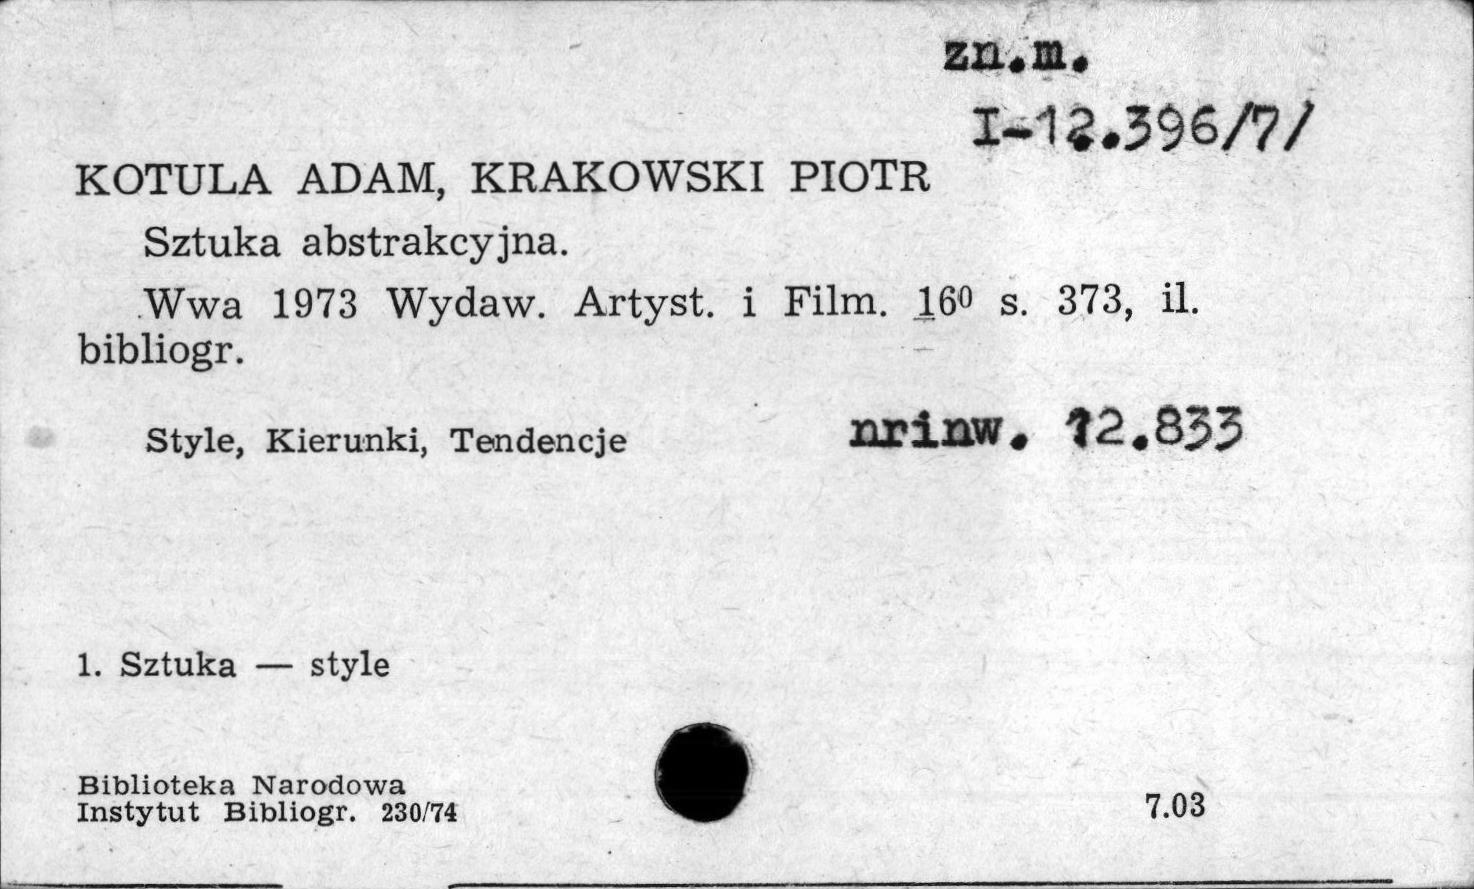 zn.m.
I-12.396/7/
KOTULA ADAM, KRAKOWSKI PIOTR
Sztuka abstrakcyjna.
Wwa 1973 Wydaw. Artyst. i Film. 16⁰ s. 373, il.
bibliogr.
Style, Kierunki, Tendencje
nrinw. 12.833
1. Sztuka — style
Biblioteka Narodowa
Instytut Bibliogr. 230/74
7.03